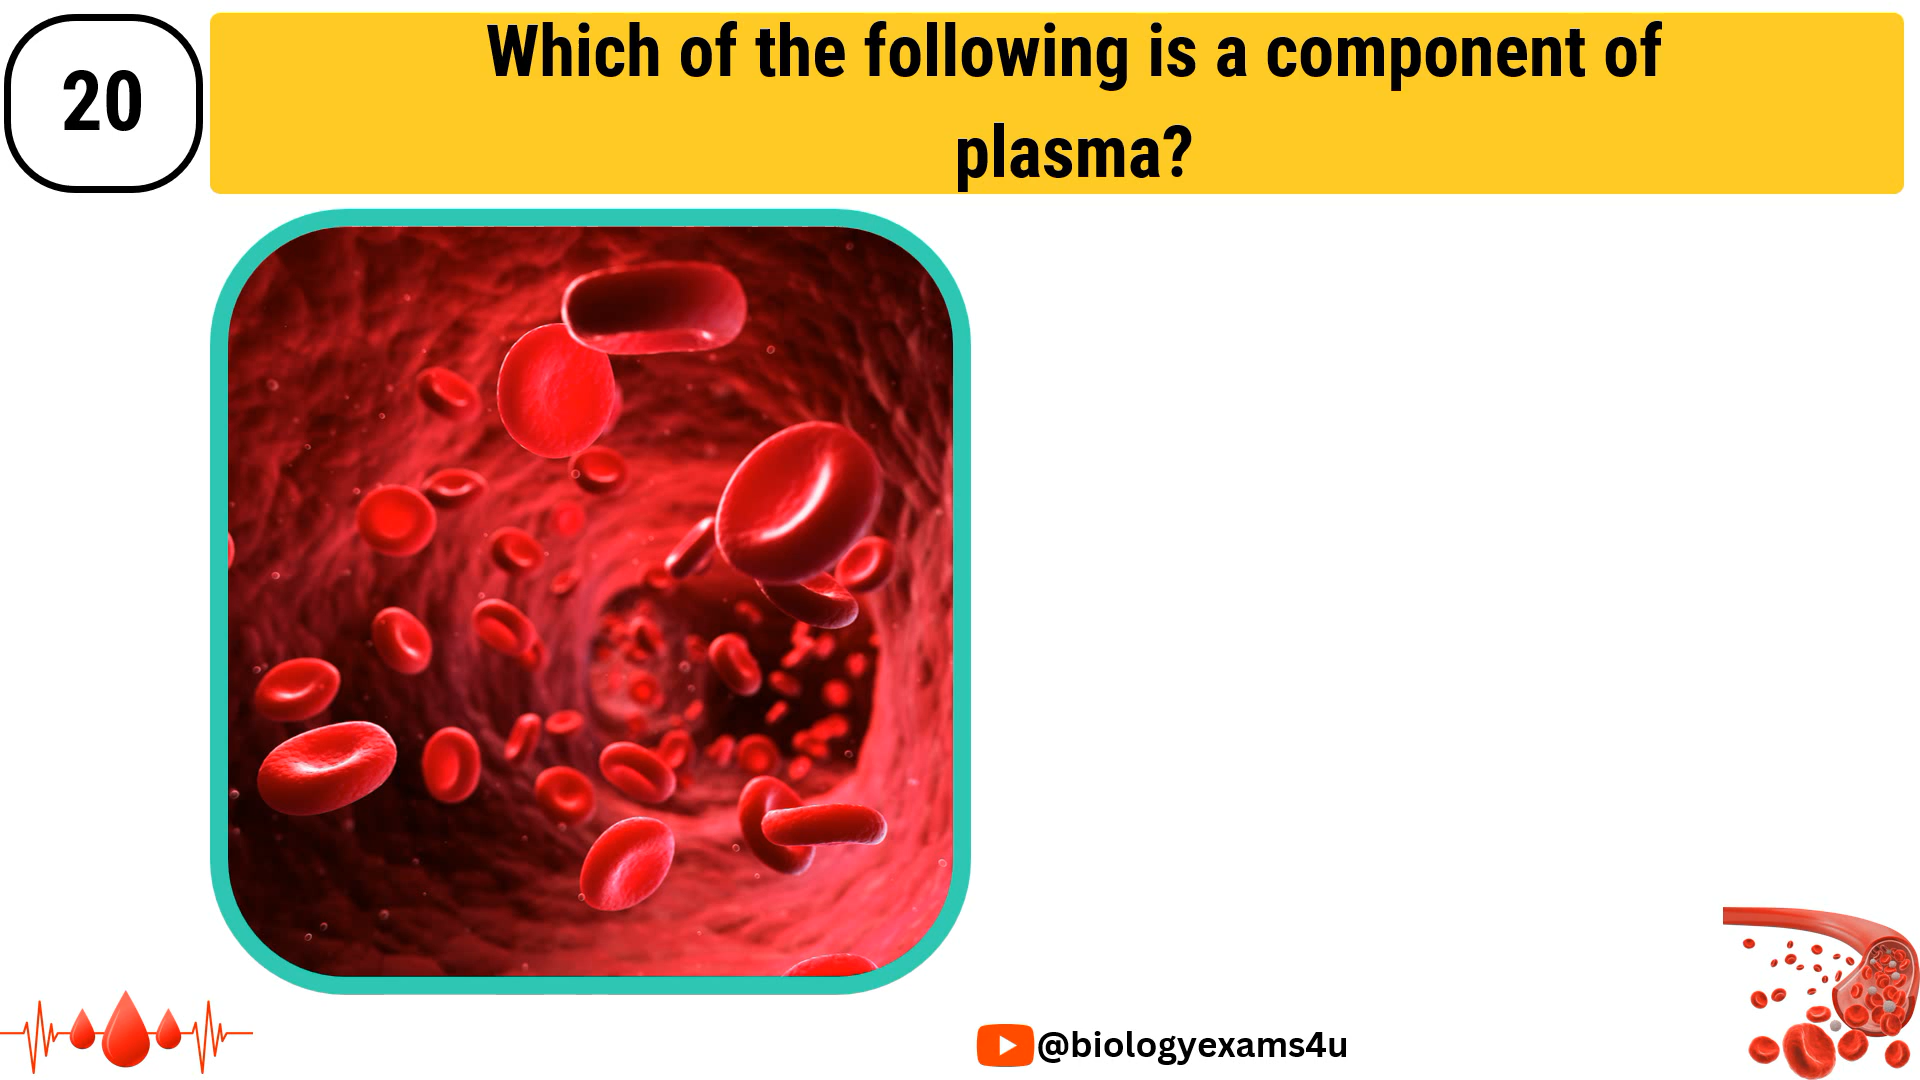 20
Which of the following is a component of
plasma?
@biologyexams4u